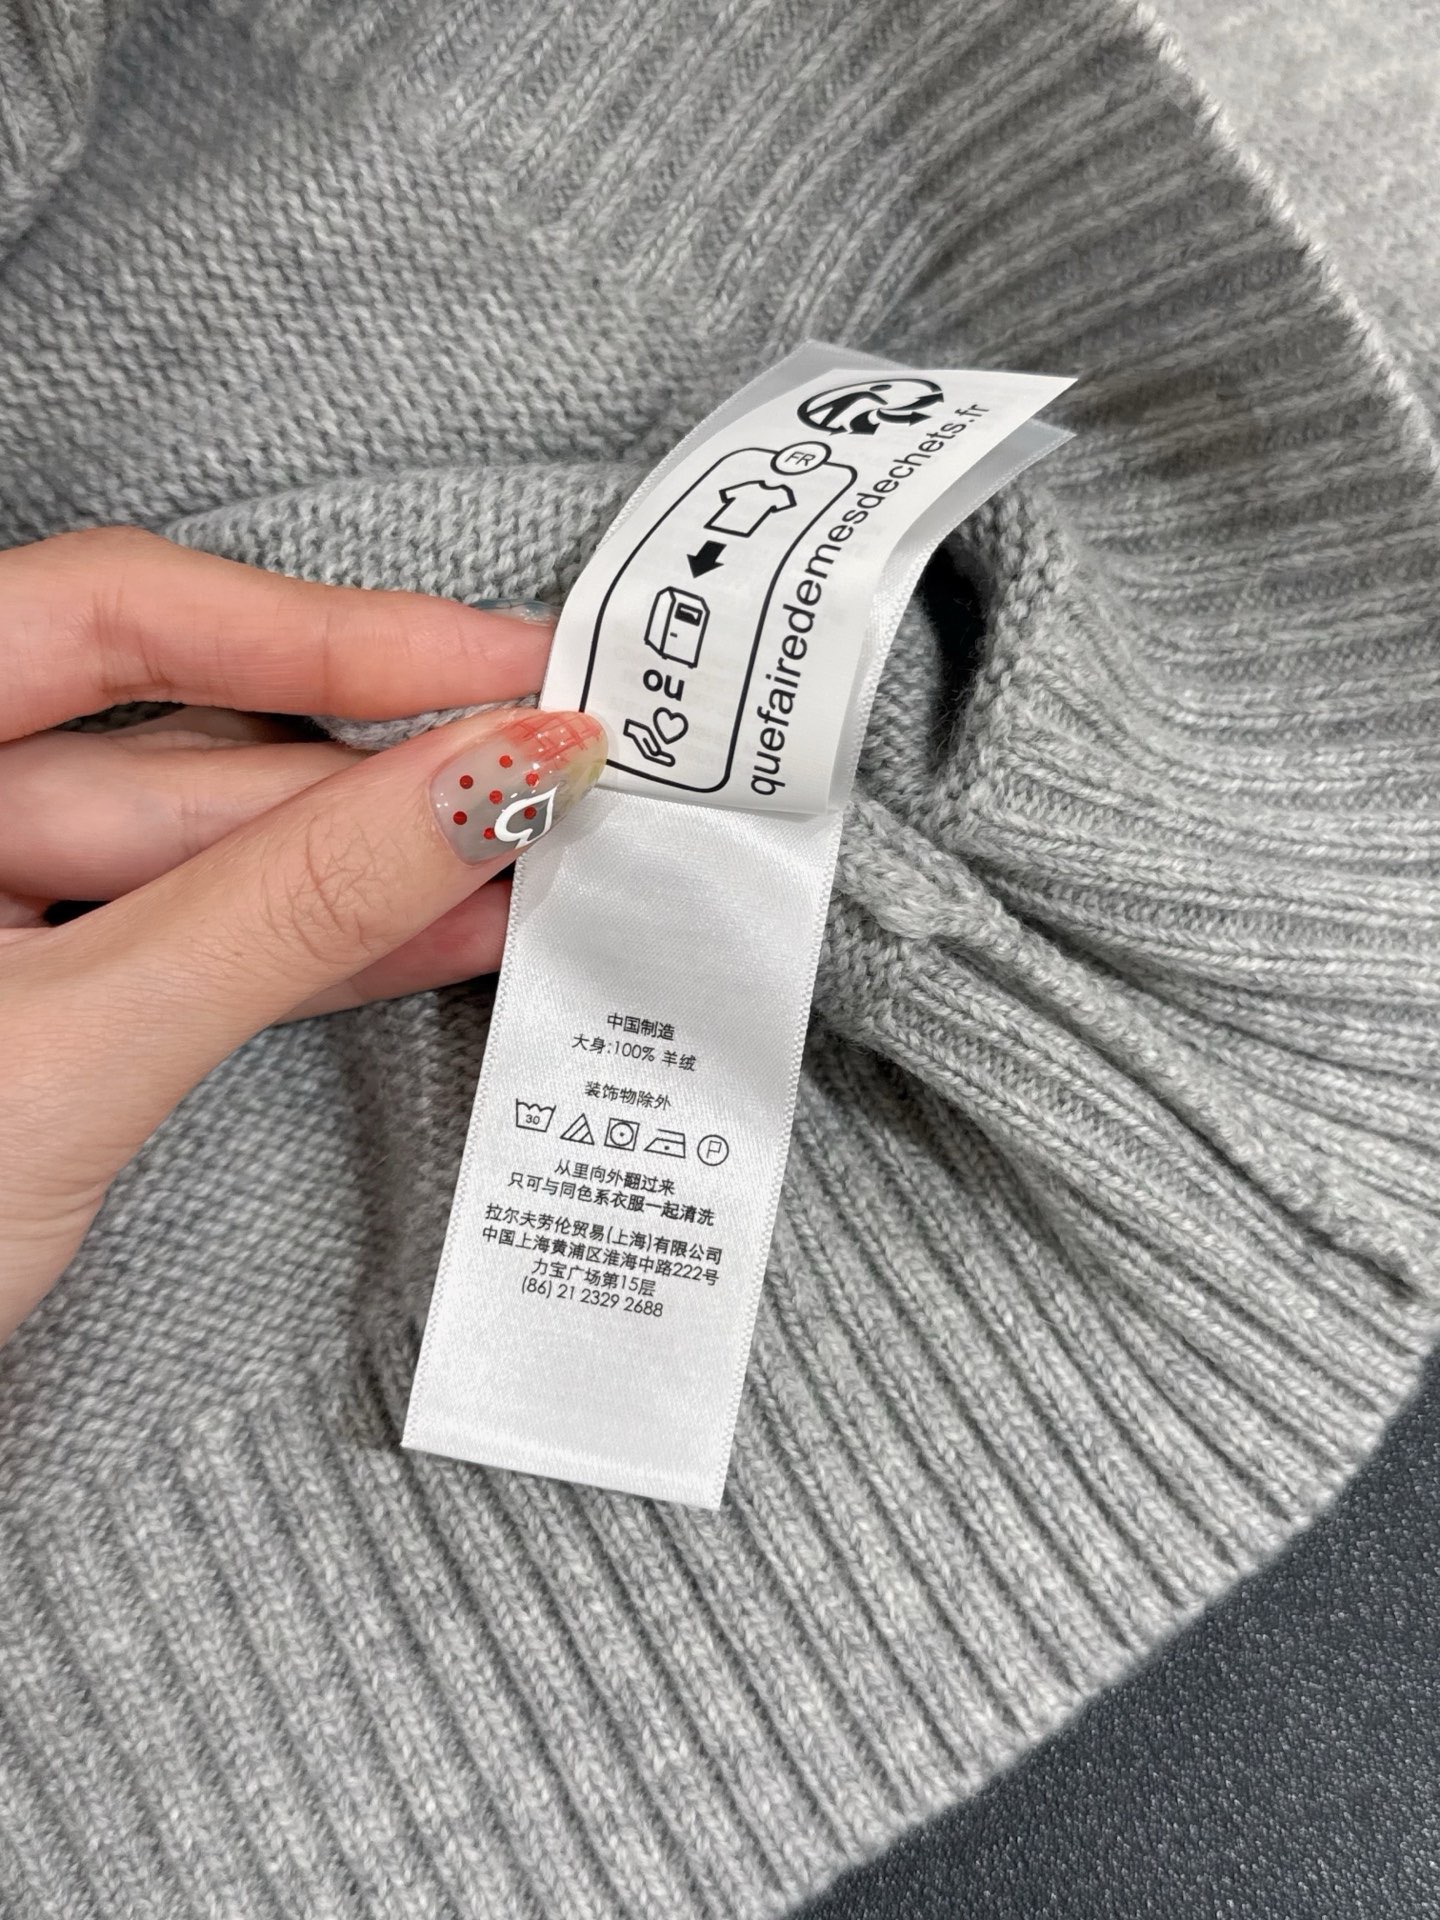 FR
ou
quefairedemesdechets.fr
中国制造
大身:100% 羊绒
装饰物除外
30
P
从里向外翻过来
只可与同色系衣服一起清洗
拉尔夫劳伦贸易(上海)有限公司
中国上海黄浦区淮海中路222号
力宝广场第15层
(86) 21 2329 2688